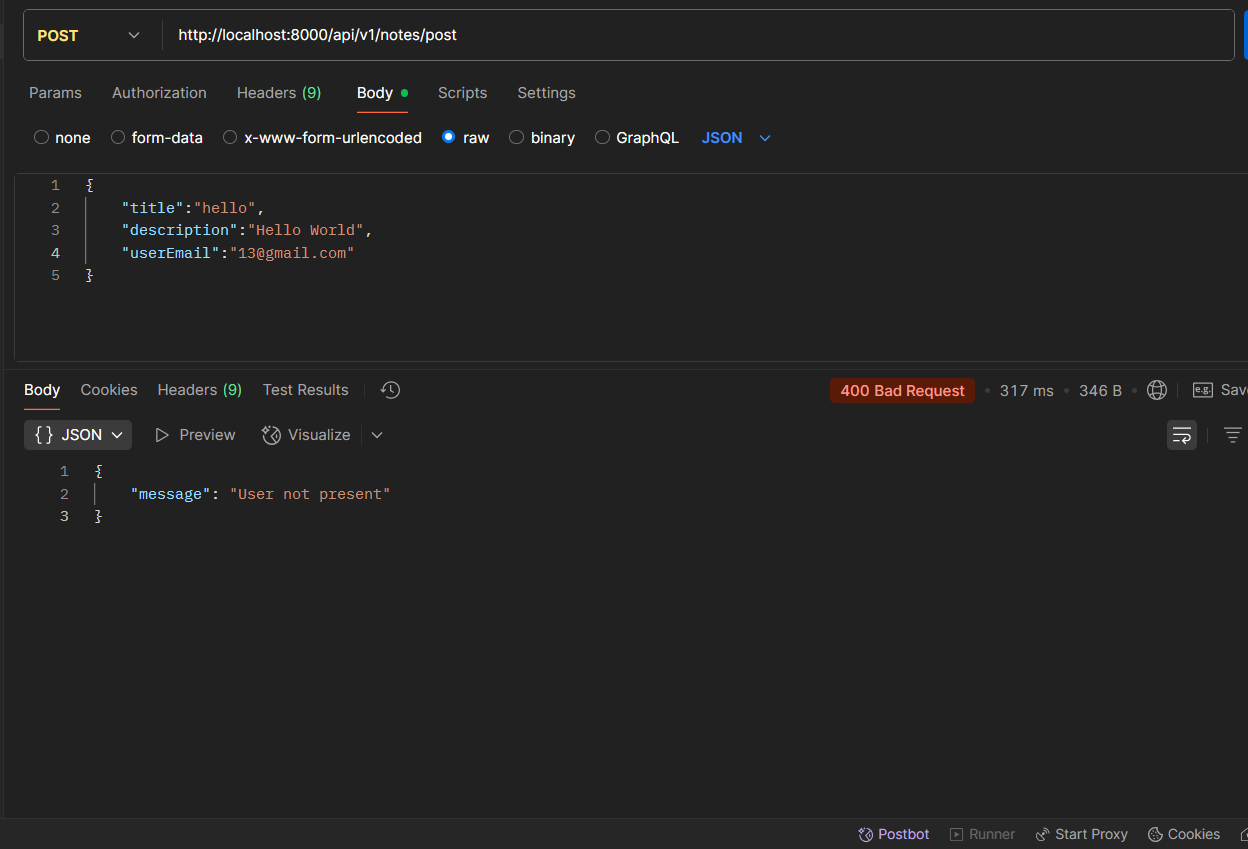 POST http://localhost:8000/api/v1/notes/post
Params Authorization Headers (9) Body Scripts Settings
none form-data x-www-form-urlencoded raw binary GraphQL JSON
1 {
2 "title":"hello",
3 "description":"Hello World",
4 "userEmail":"13@gmail.com"
5 }
Body Cookies Headers (9) Test Results 400 Bad Request 317 ms 346 B e.g. Save
{} JSON Preview Visualize
1 {
2 "message": "User not present"
3 }
Postbot Runner Start Proxy Cookies